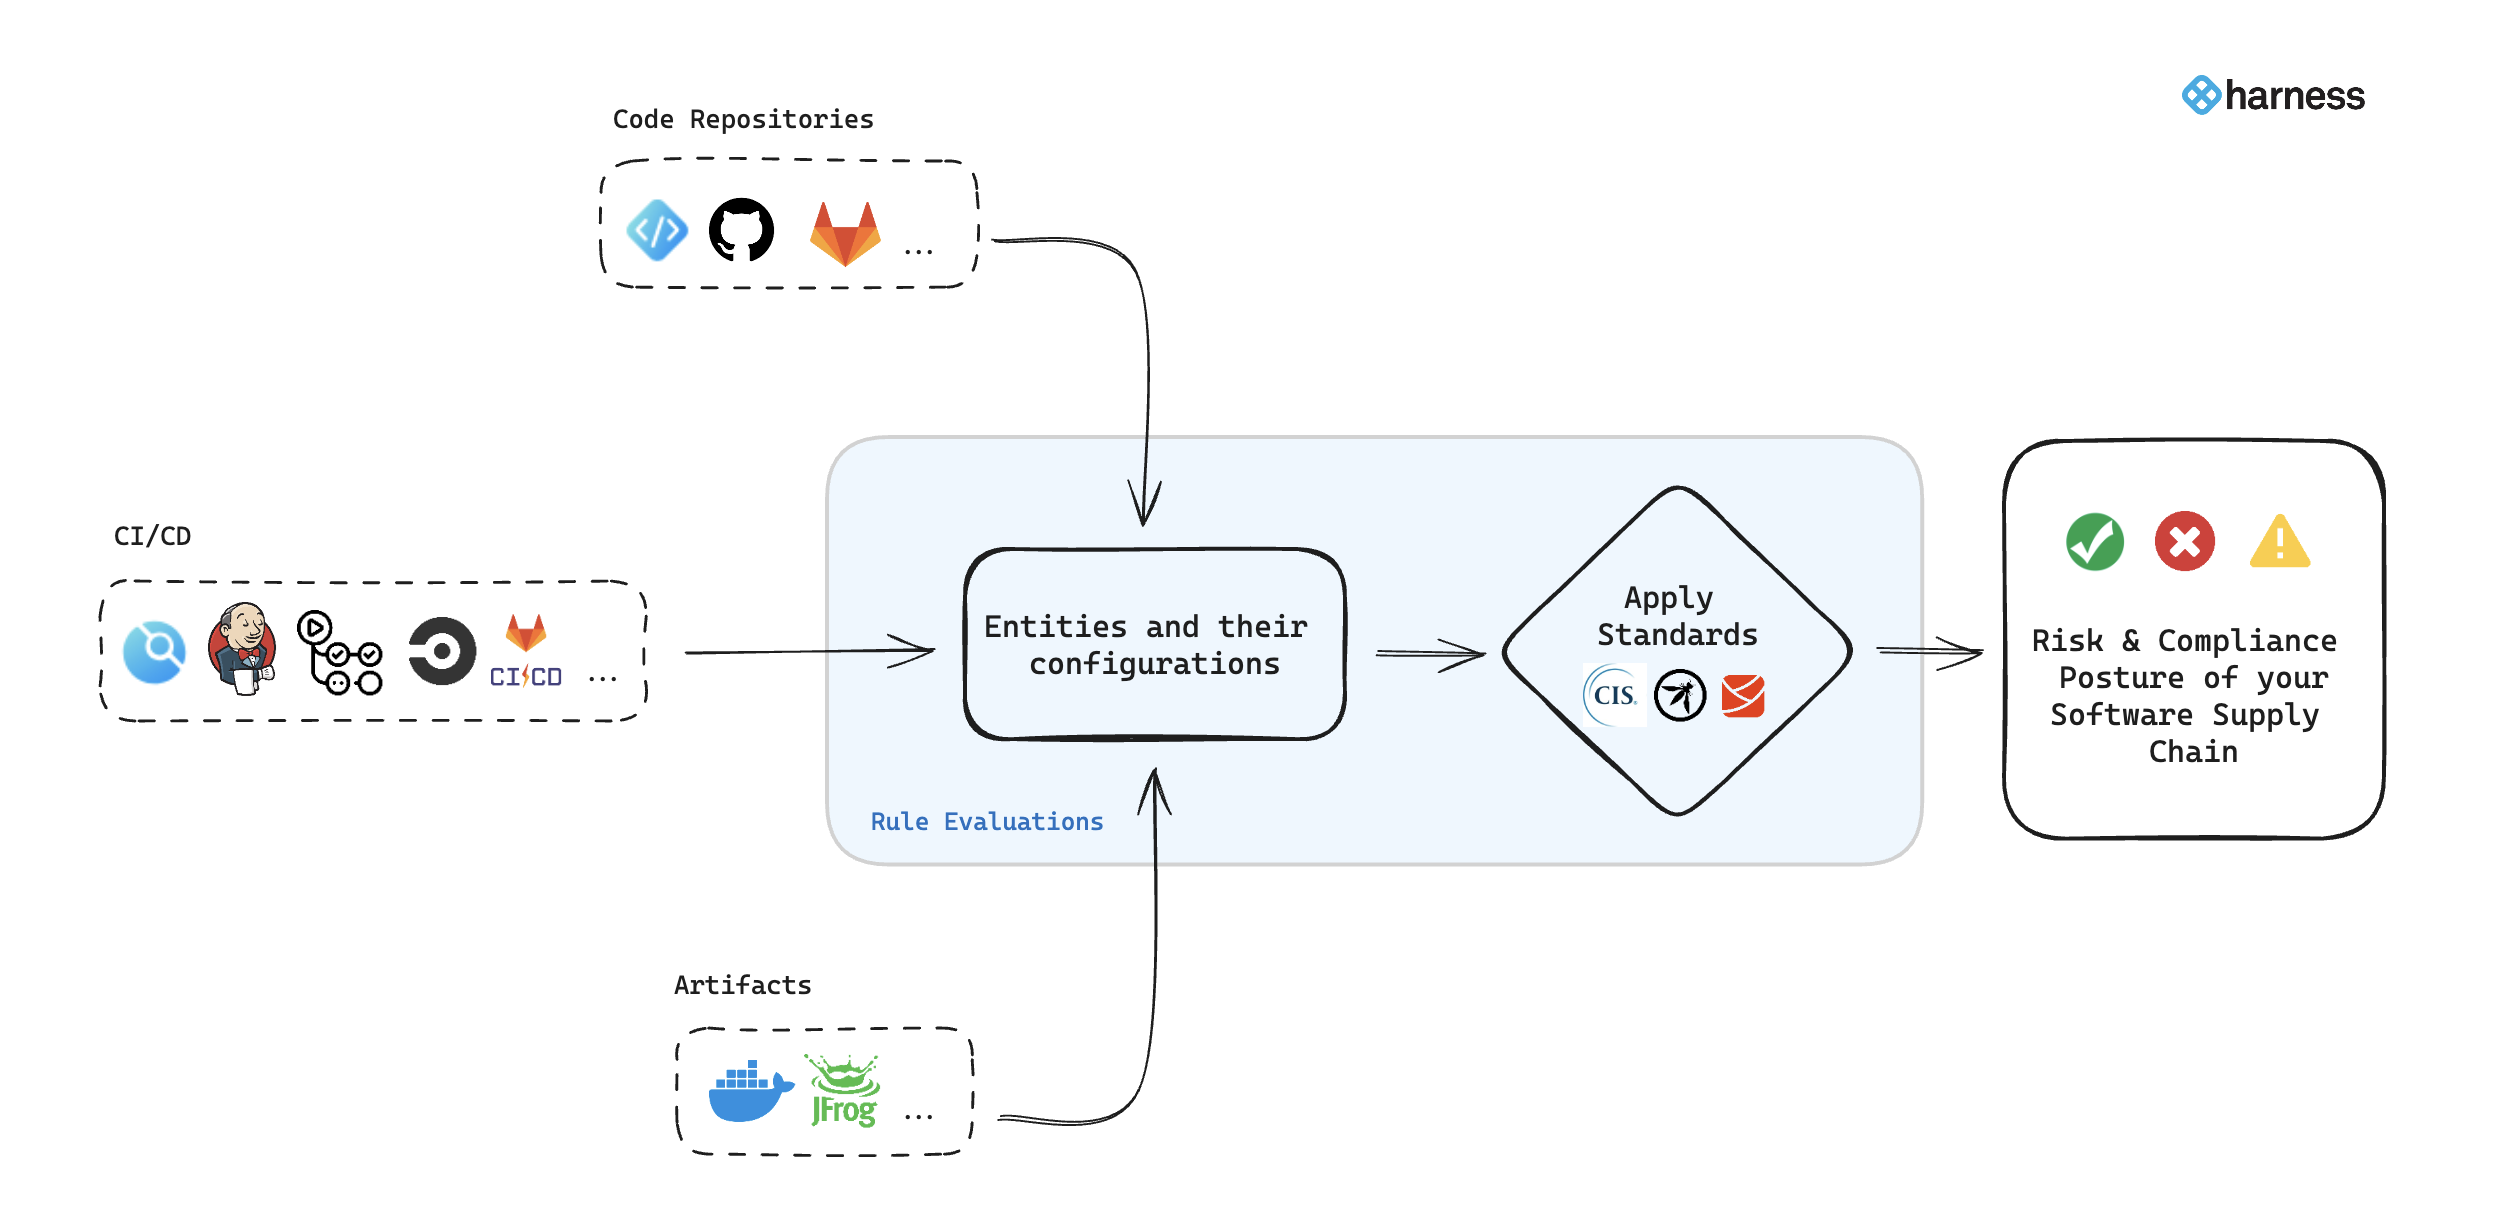 harness
Code Repositories
...
CI/CD
CI CD
...
Entities and their
configurations
Apply
Standards
CIS®
Rule Evaluations
Risk & Compliance
Posture of your
Software Supply
Chain
Artifacts
JFrog
...